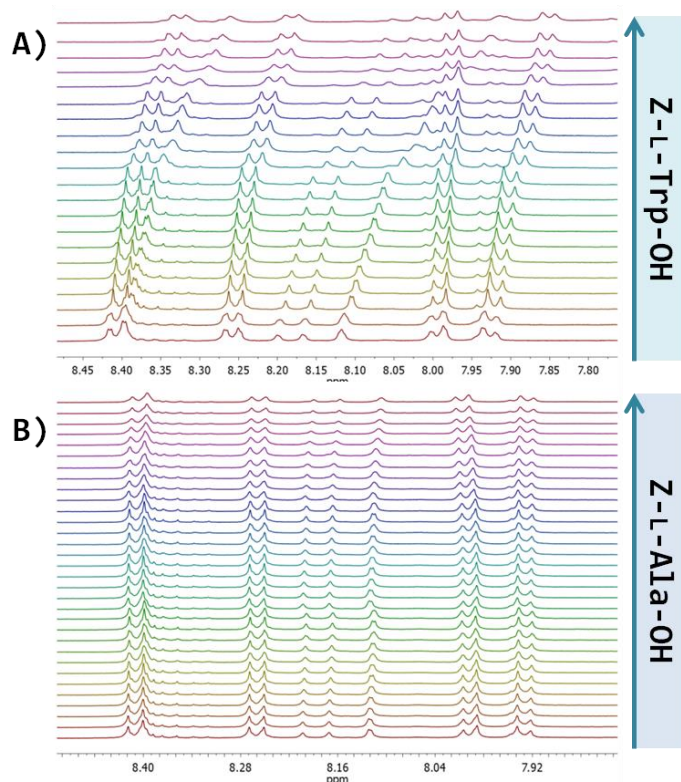 A)
8.45 8.40 8.35 8.30 8.25 8.20 8.15 8.10 8.05 8.00 7.95 7.90 7.85 7.80
ppm
Z-L-Trp-OH
B)
8.40 8.28 8.16 8.04 7.92
ppm
Z-L-Ala-OH